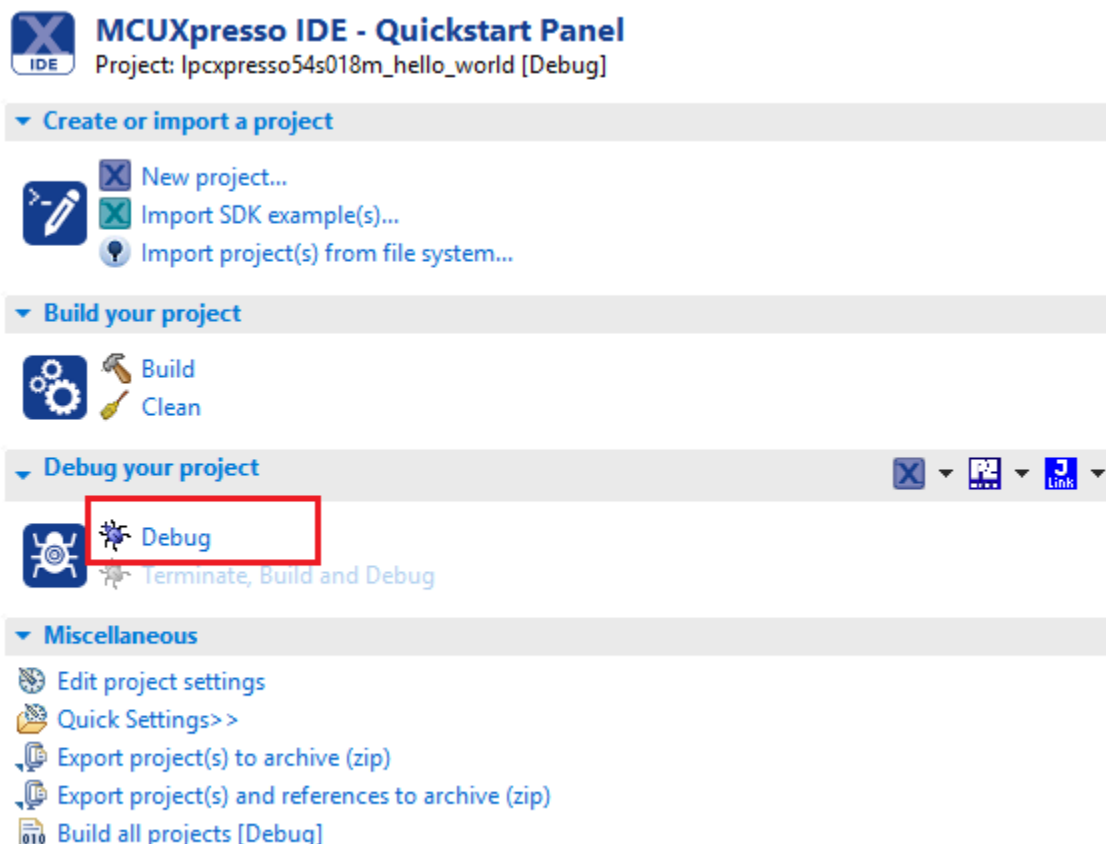 IDE
MCUXpresso IDE - Quickstart Panel
Project: lpcxpresso54s018m_hello_world [Debug]
Create or import a project
New project...
Import SDK example(s)...
Import project(s) from file system...
Build your project
Build
Clean
Debug your project
PE
J
Link
Debug
Terminate, Build and Debug
Miscellaneous
Edit project settings
Quick Settings>>
Export project(s) to archive (zip)
Export project(s) and references to archive (zip)
010
Build all projects [Debug]